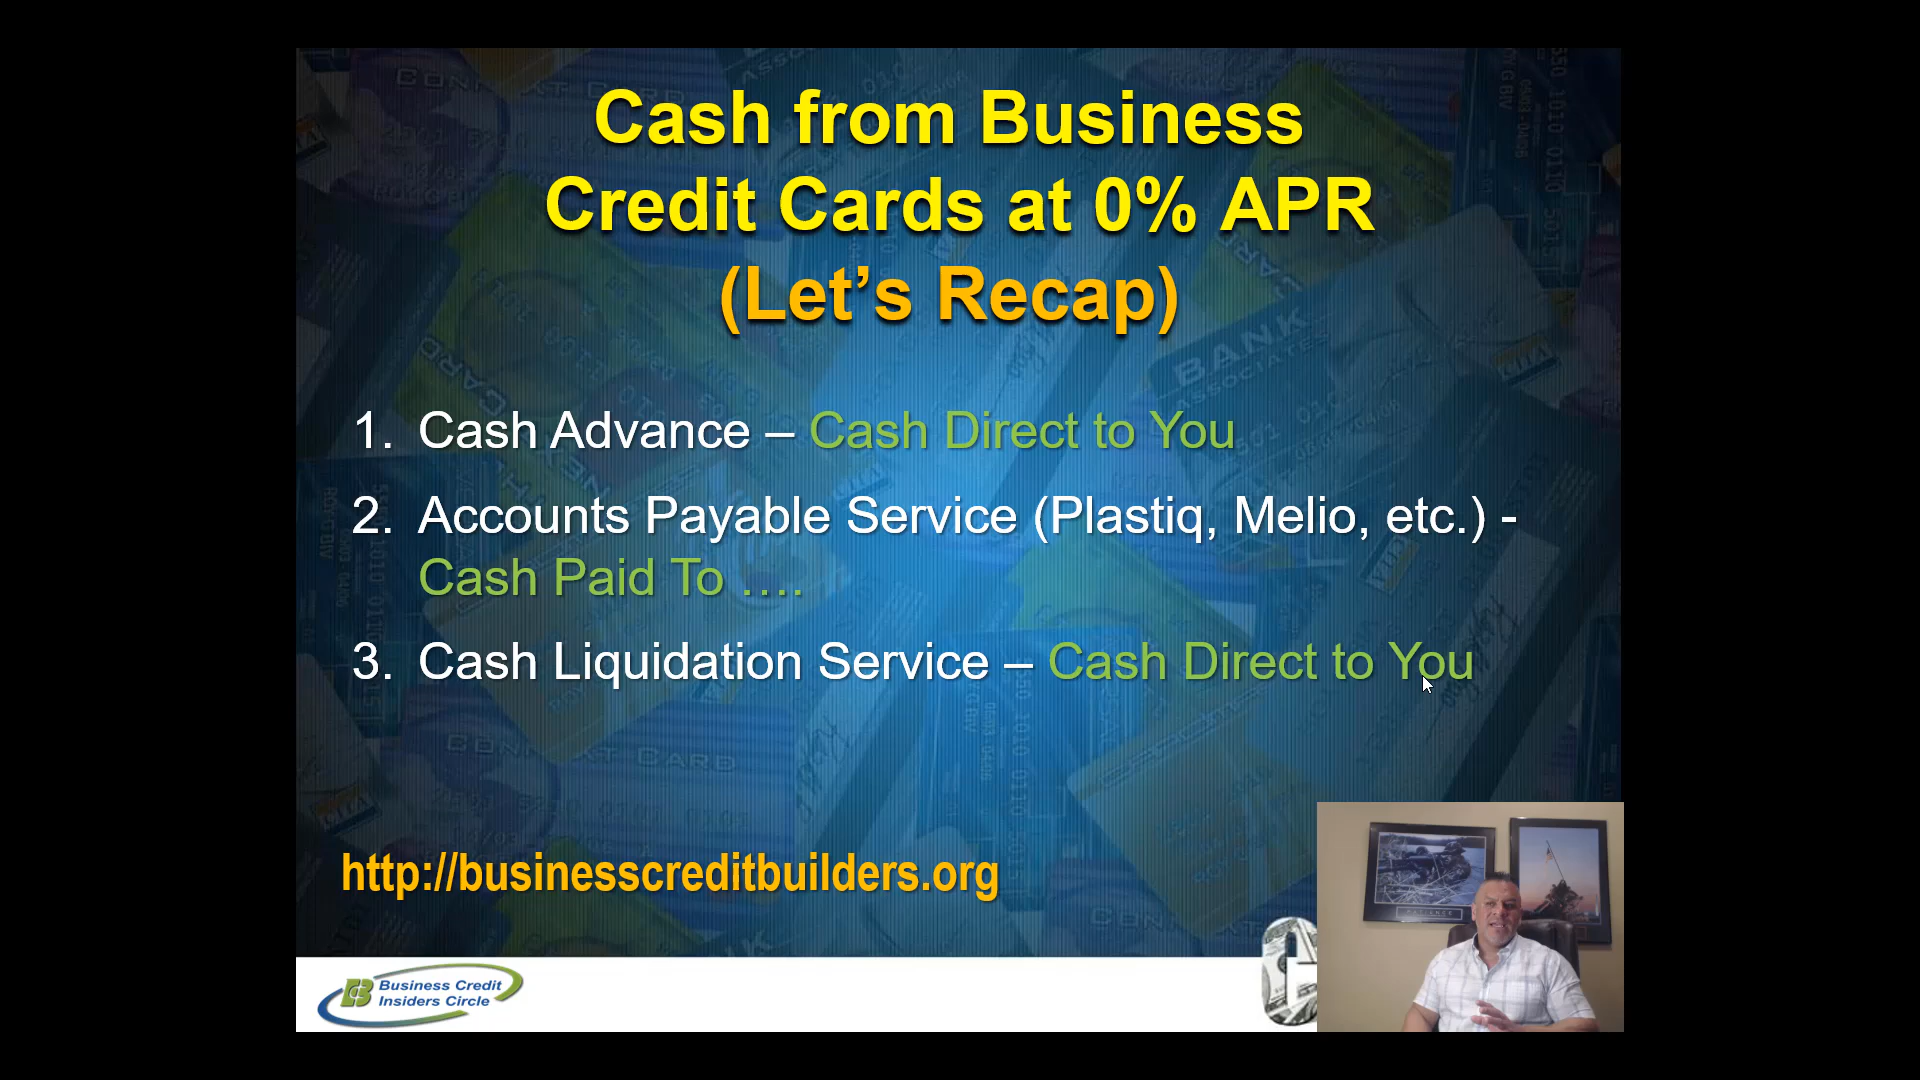 Cash from Business
Credit Cards at 0% APR
(Let’s Recap)
1. Cash Advance – Cash Direct to You
2. Accounts Payable Service (Plastiq, Melio, etc.) -
Cash Paid To ….
3. Cash Liquidation Service – Cash Direct to You
http://businesscreditbuilders.org
Business Credit
Insiders Circle